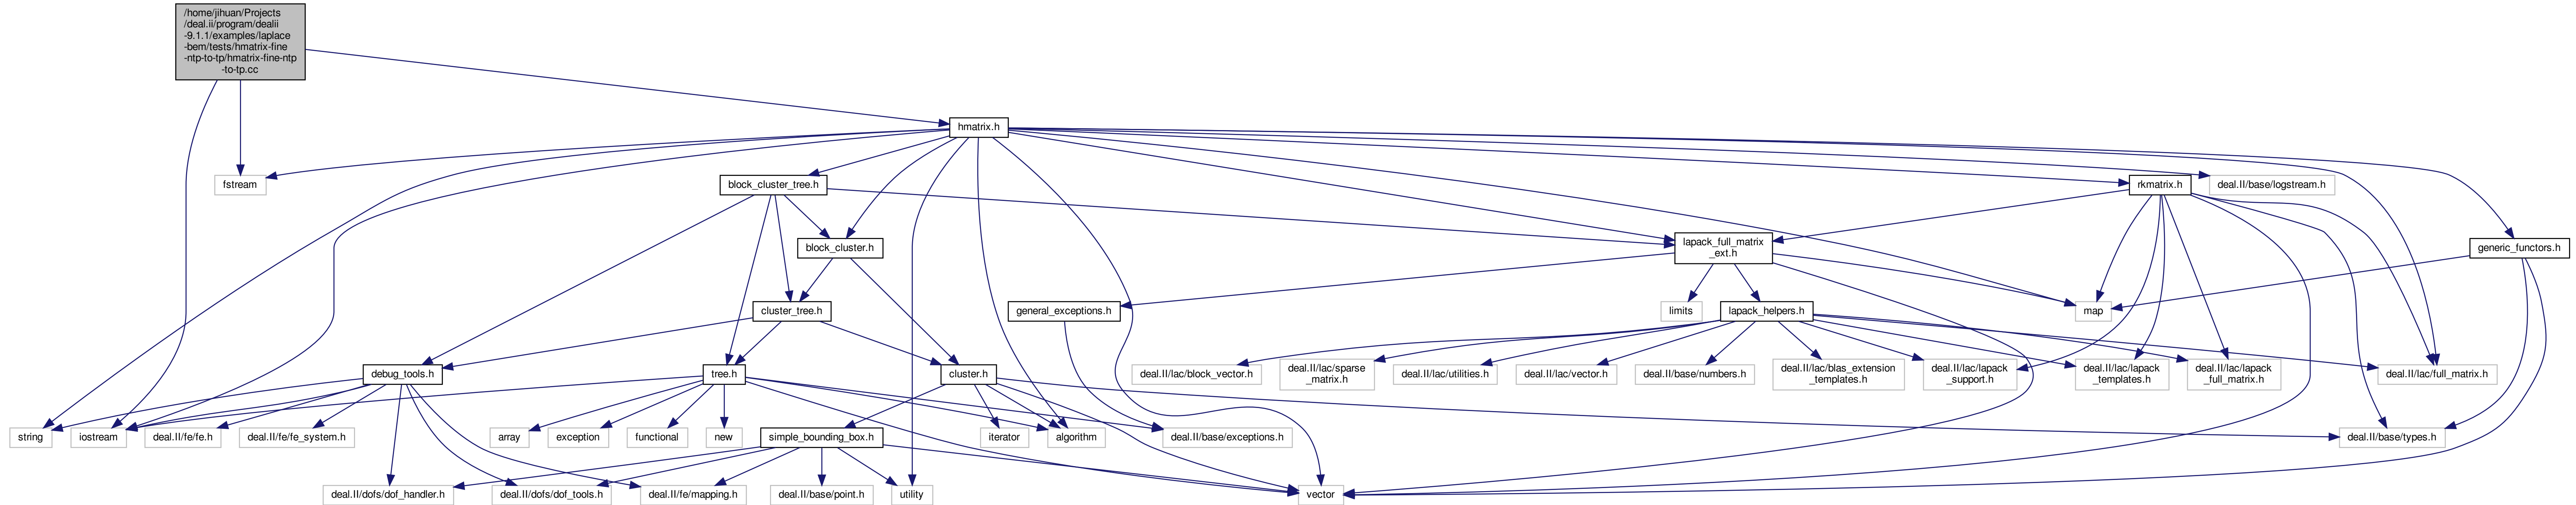 /home/jihuan/Projects
/deal.ii/program/dealii
-9.1.1/examples/laplace
-bem/tests/hmatrix-fine
-ntp-to-tp/hmatrix-fine-ntp
-to-tp.cc
hmatrix.h
fstream
block_cluster_tree.h
rkmatrix.h
deal.II/base/logstream.h
block_cluster.h
lapack_full_matrix
_ext.h
generic_functors.h
cluster_tree.h
general_exceptions.h
limits
lapack_helpers.h
map
debug_tools.h
tree.h
cluster.h
deal.II/lac/block_vector.h
deal.II/lac/sparse
_matrix.h
deal.II/lac/utilities.h
deal.II/lac/vector.h
deal.II/base/numbers.h
deal.II/lac/blas_extension
_templates.h
deal.II/lac/lapack
_support.h
deal.II/lac/lapack
_templates.h
deal.II/lac/lapack
_full_matrix.h
deal.II/lac/full_matrix.h
string
iostream
deal.II/fe/fe.h
deal.II/fe/fe_system.h
array
exception
functional
new
simple_bounding_box.h
iterator
algorithm
deal.II/base/exceptions.h
deal.II/base/types.h
deal.II/dofs/dof_handler.h
deal.II/dofs/dof_tools.h
deal.II/fe/mapping.h
deal.II/base/point.h
utility
vector